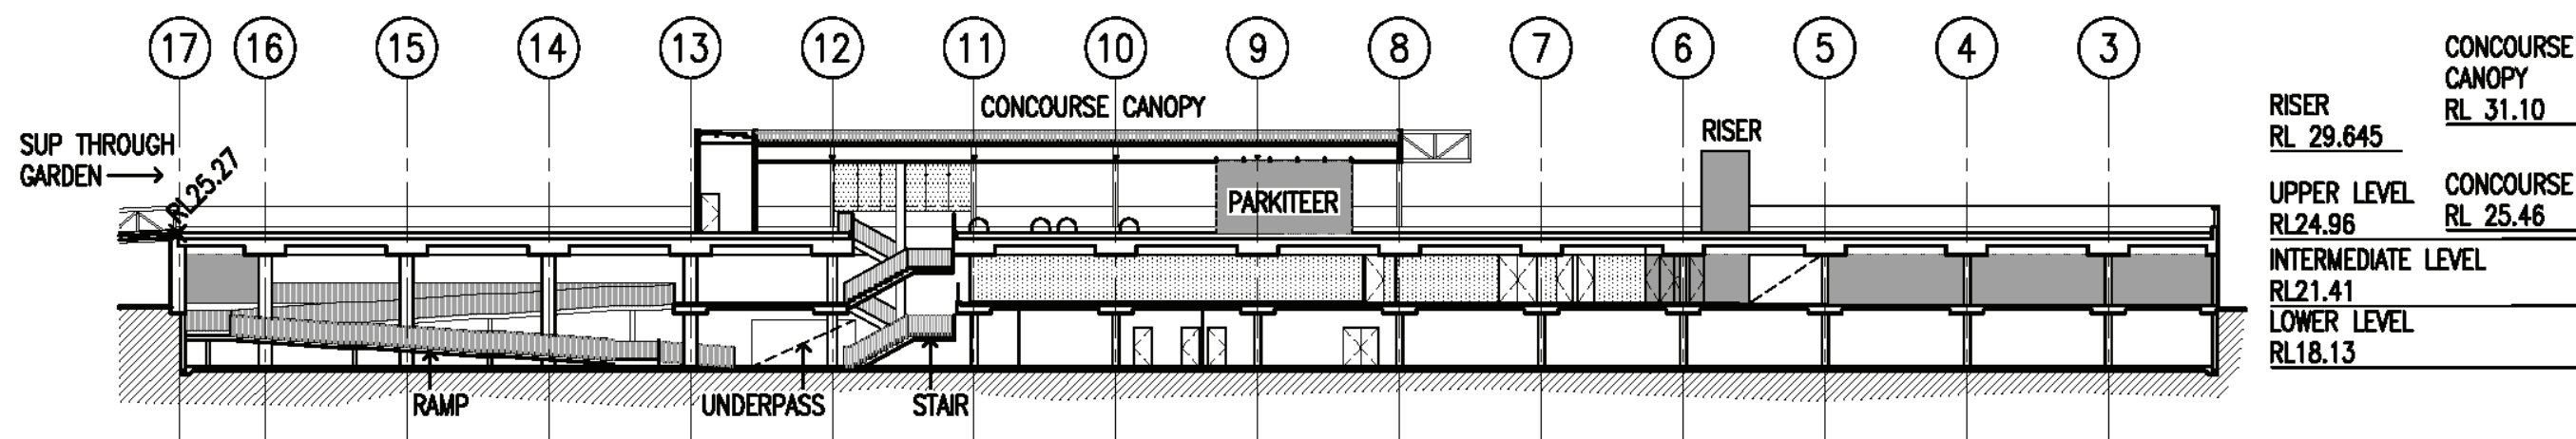 17 16 15 14 13 12 11 10 9 8 7 6 5 4 3
CONCOURSE
CANOPY
RL 31.10
RISER
RL 29.645
CONCOURSE CANOPY
RISER
SUP THROUGH
GARDEN
RL25.27
PARKITEER
UPPER LEVEL
RL24.96
CONCOURSE
RL 25.46
INTERMEDIATE LEVEL
RL21.41
LOWER LEVEL
RL18.13
RAMP
UNDERPASS
STAIR